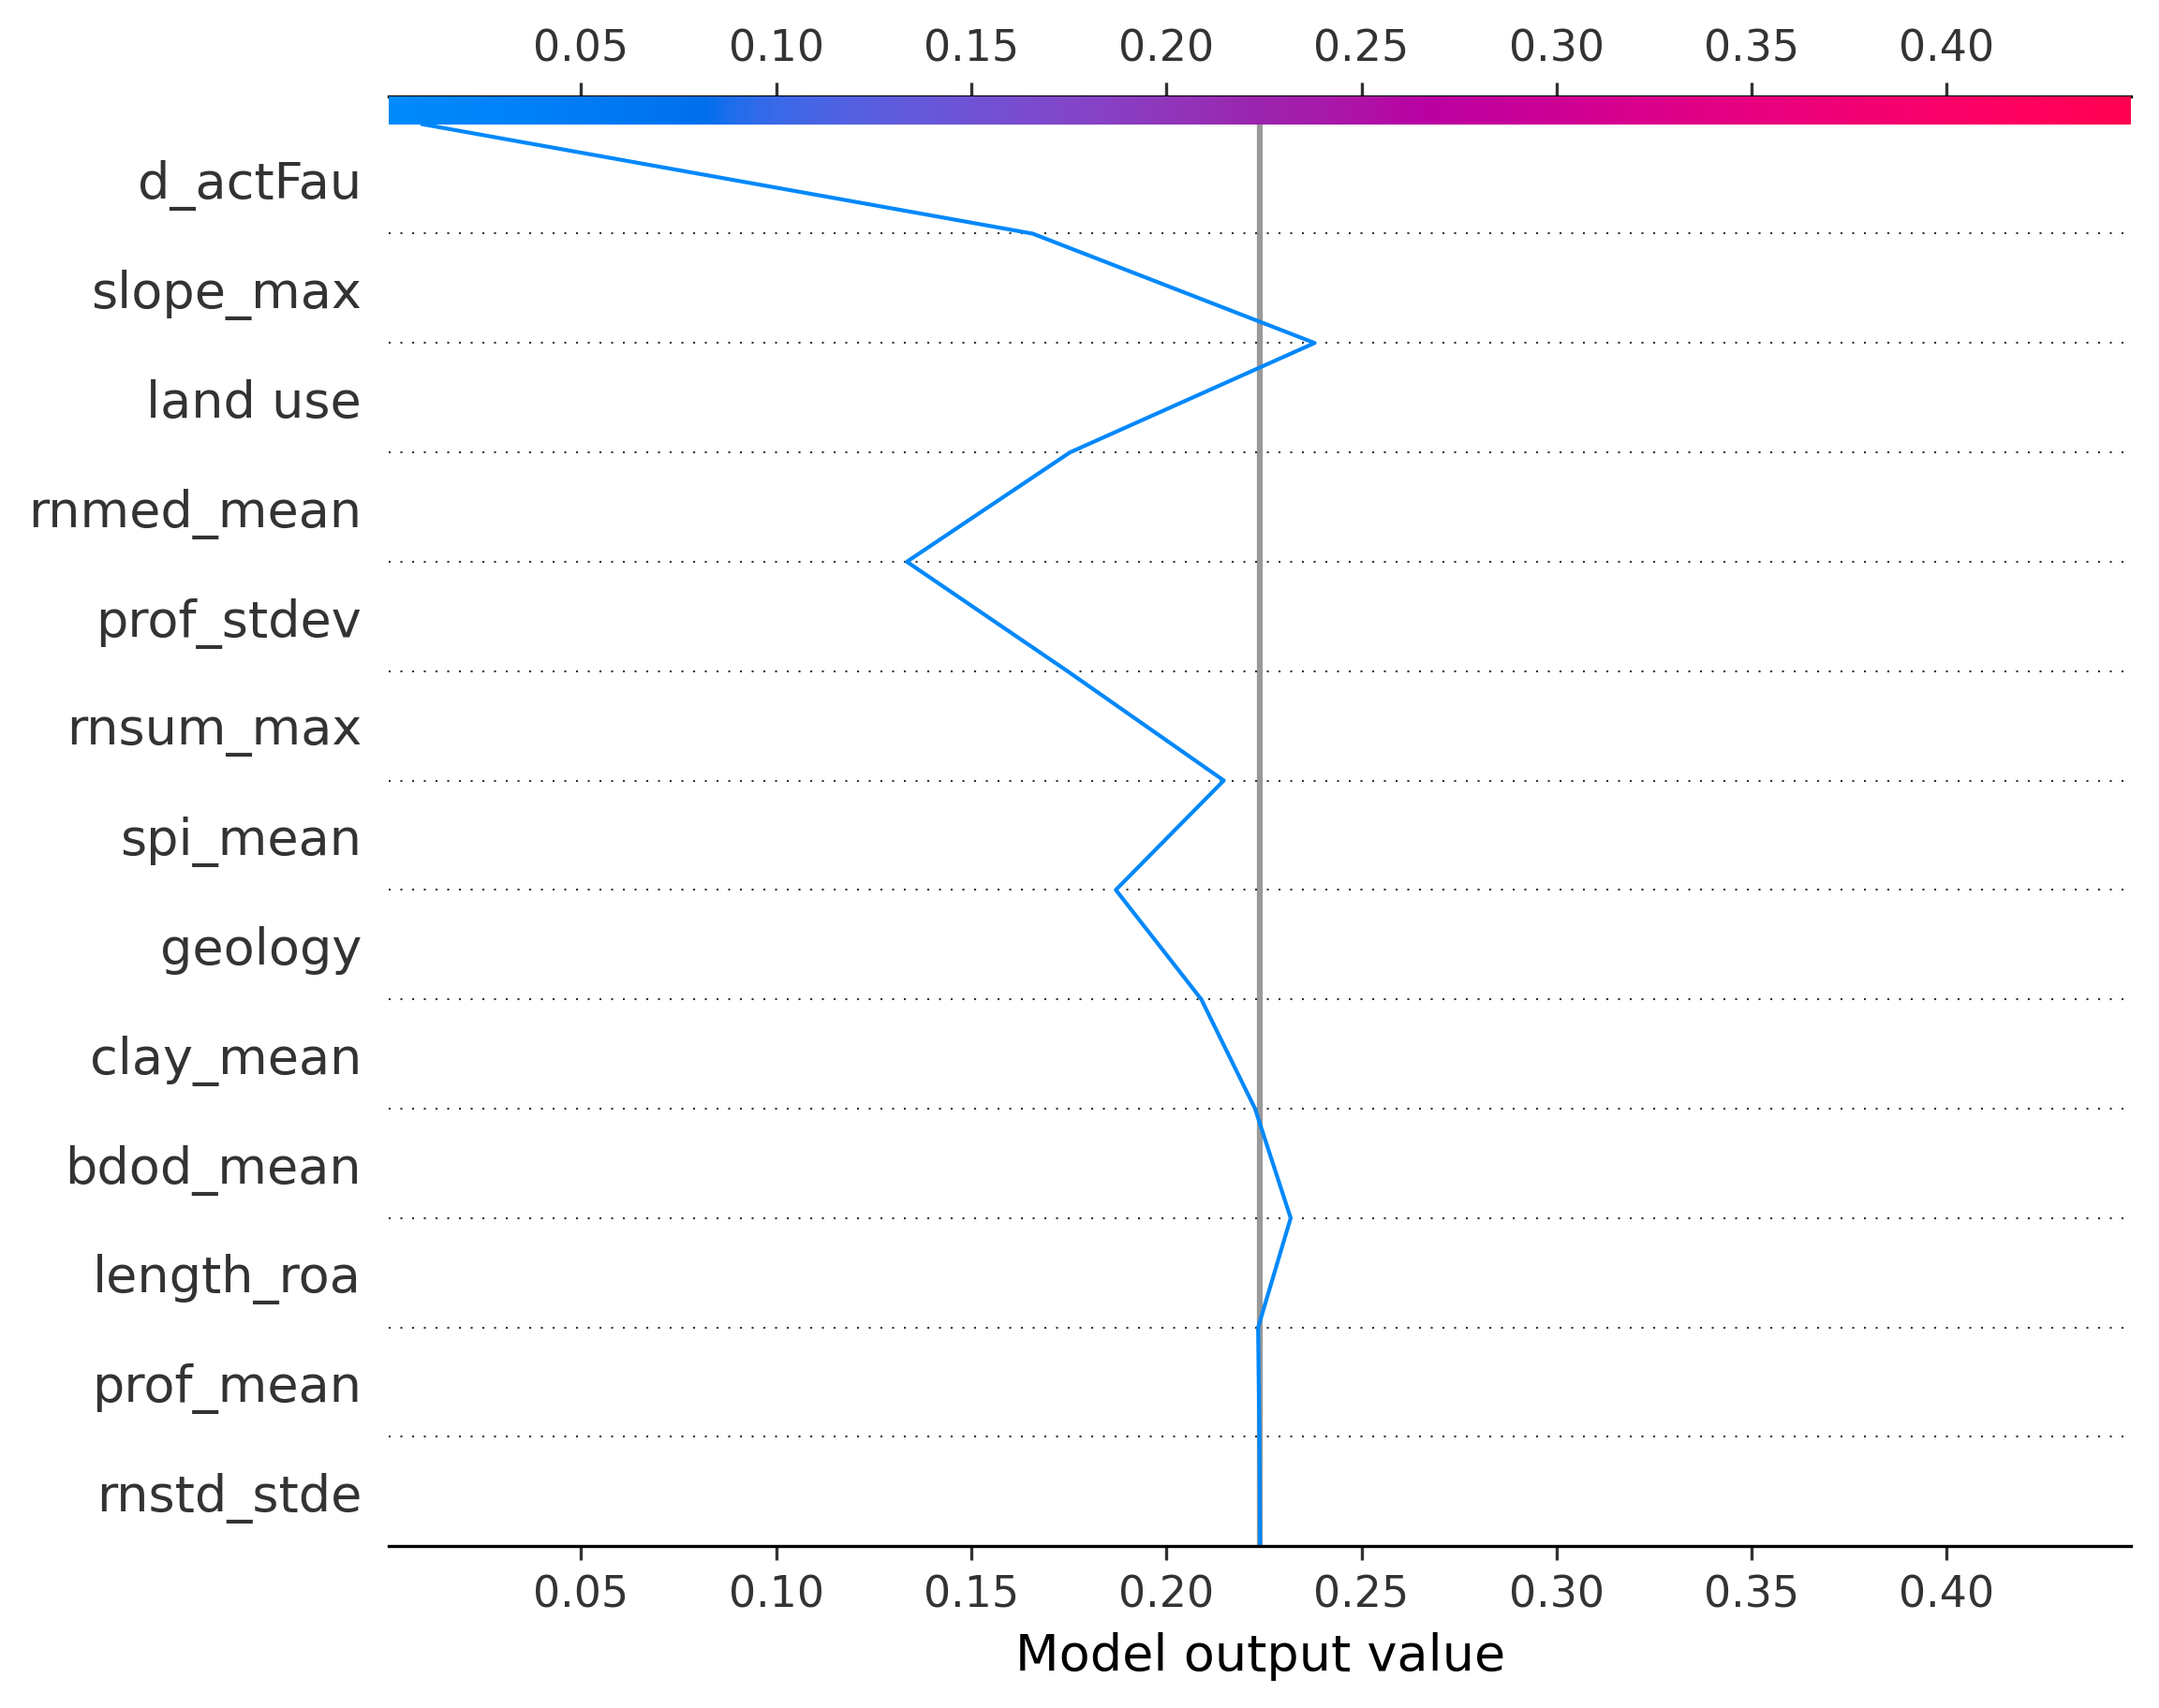 0.05 0.10 0.15 0.20 0.25 0.30 0.35 0.40
d_actFau
slope_max
land use
rnmed_mean
prof_stdev
rnsum_max
spi_mean
geology
clay_mean
bdod_mean
length_roa
prof_mean
rnstd_stde
0.05 0.10 0.15 0.20 0.25 0.30 0.35 0.40
Model output value